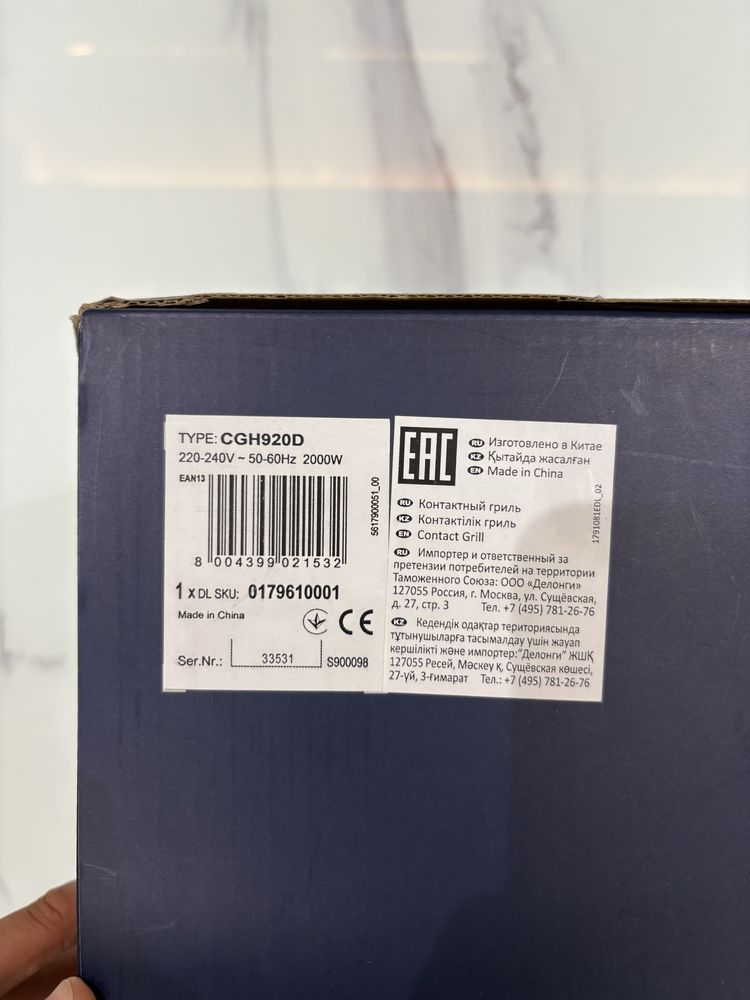 TYPE: CGH920D
220-240V ~ 50-60Hz 2000W
EAN13
8 004399 021532
5617900051_00
1 x DL SKU: 0179610001
Made in China
CE
Ser.Nr.: 33531 S900098
EAC
RU Изготовлено в Китае
KZ Қытайда жасалған
EN Made in China
RU Контактный гриль
KZ Контактілік гриль
EN Contact Grill
1791081EDL_02
RU Импортер и ответственный за
претензии потребителей на территории
Таможенного Союза: ООО «Делонги»
127055 Россия, г. Москва, ул. Сущёвская,
д. 27, стр. 3 Тел. +7 (495) 781-26-76
KZ Кедендік одақтар териториясында
тұтынушыларға тасымалдау үшін жауап
кершілікті және импортер:"Делонги" ЖШҚ
127055 Ресей, Мәскеу қ, Сущёвская көшесі,
27-үй, 3-ғимарат Тел.: +7 (495) 781-26-76